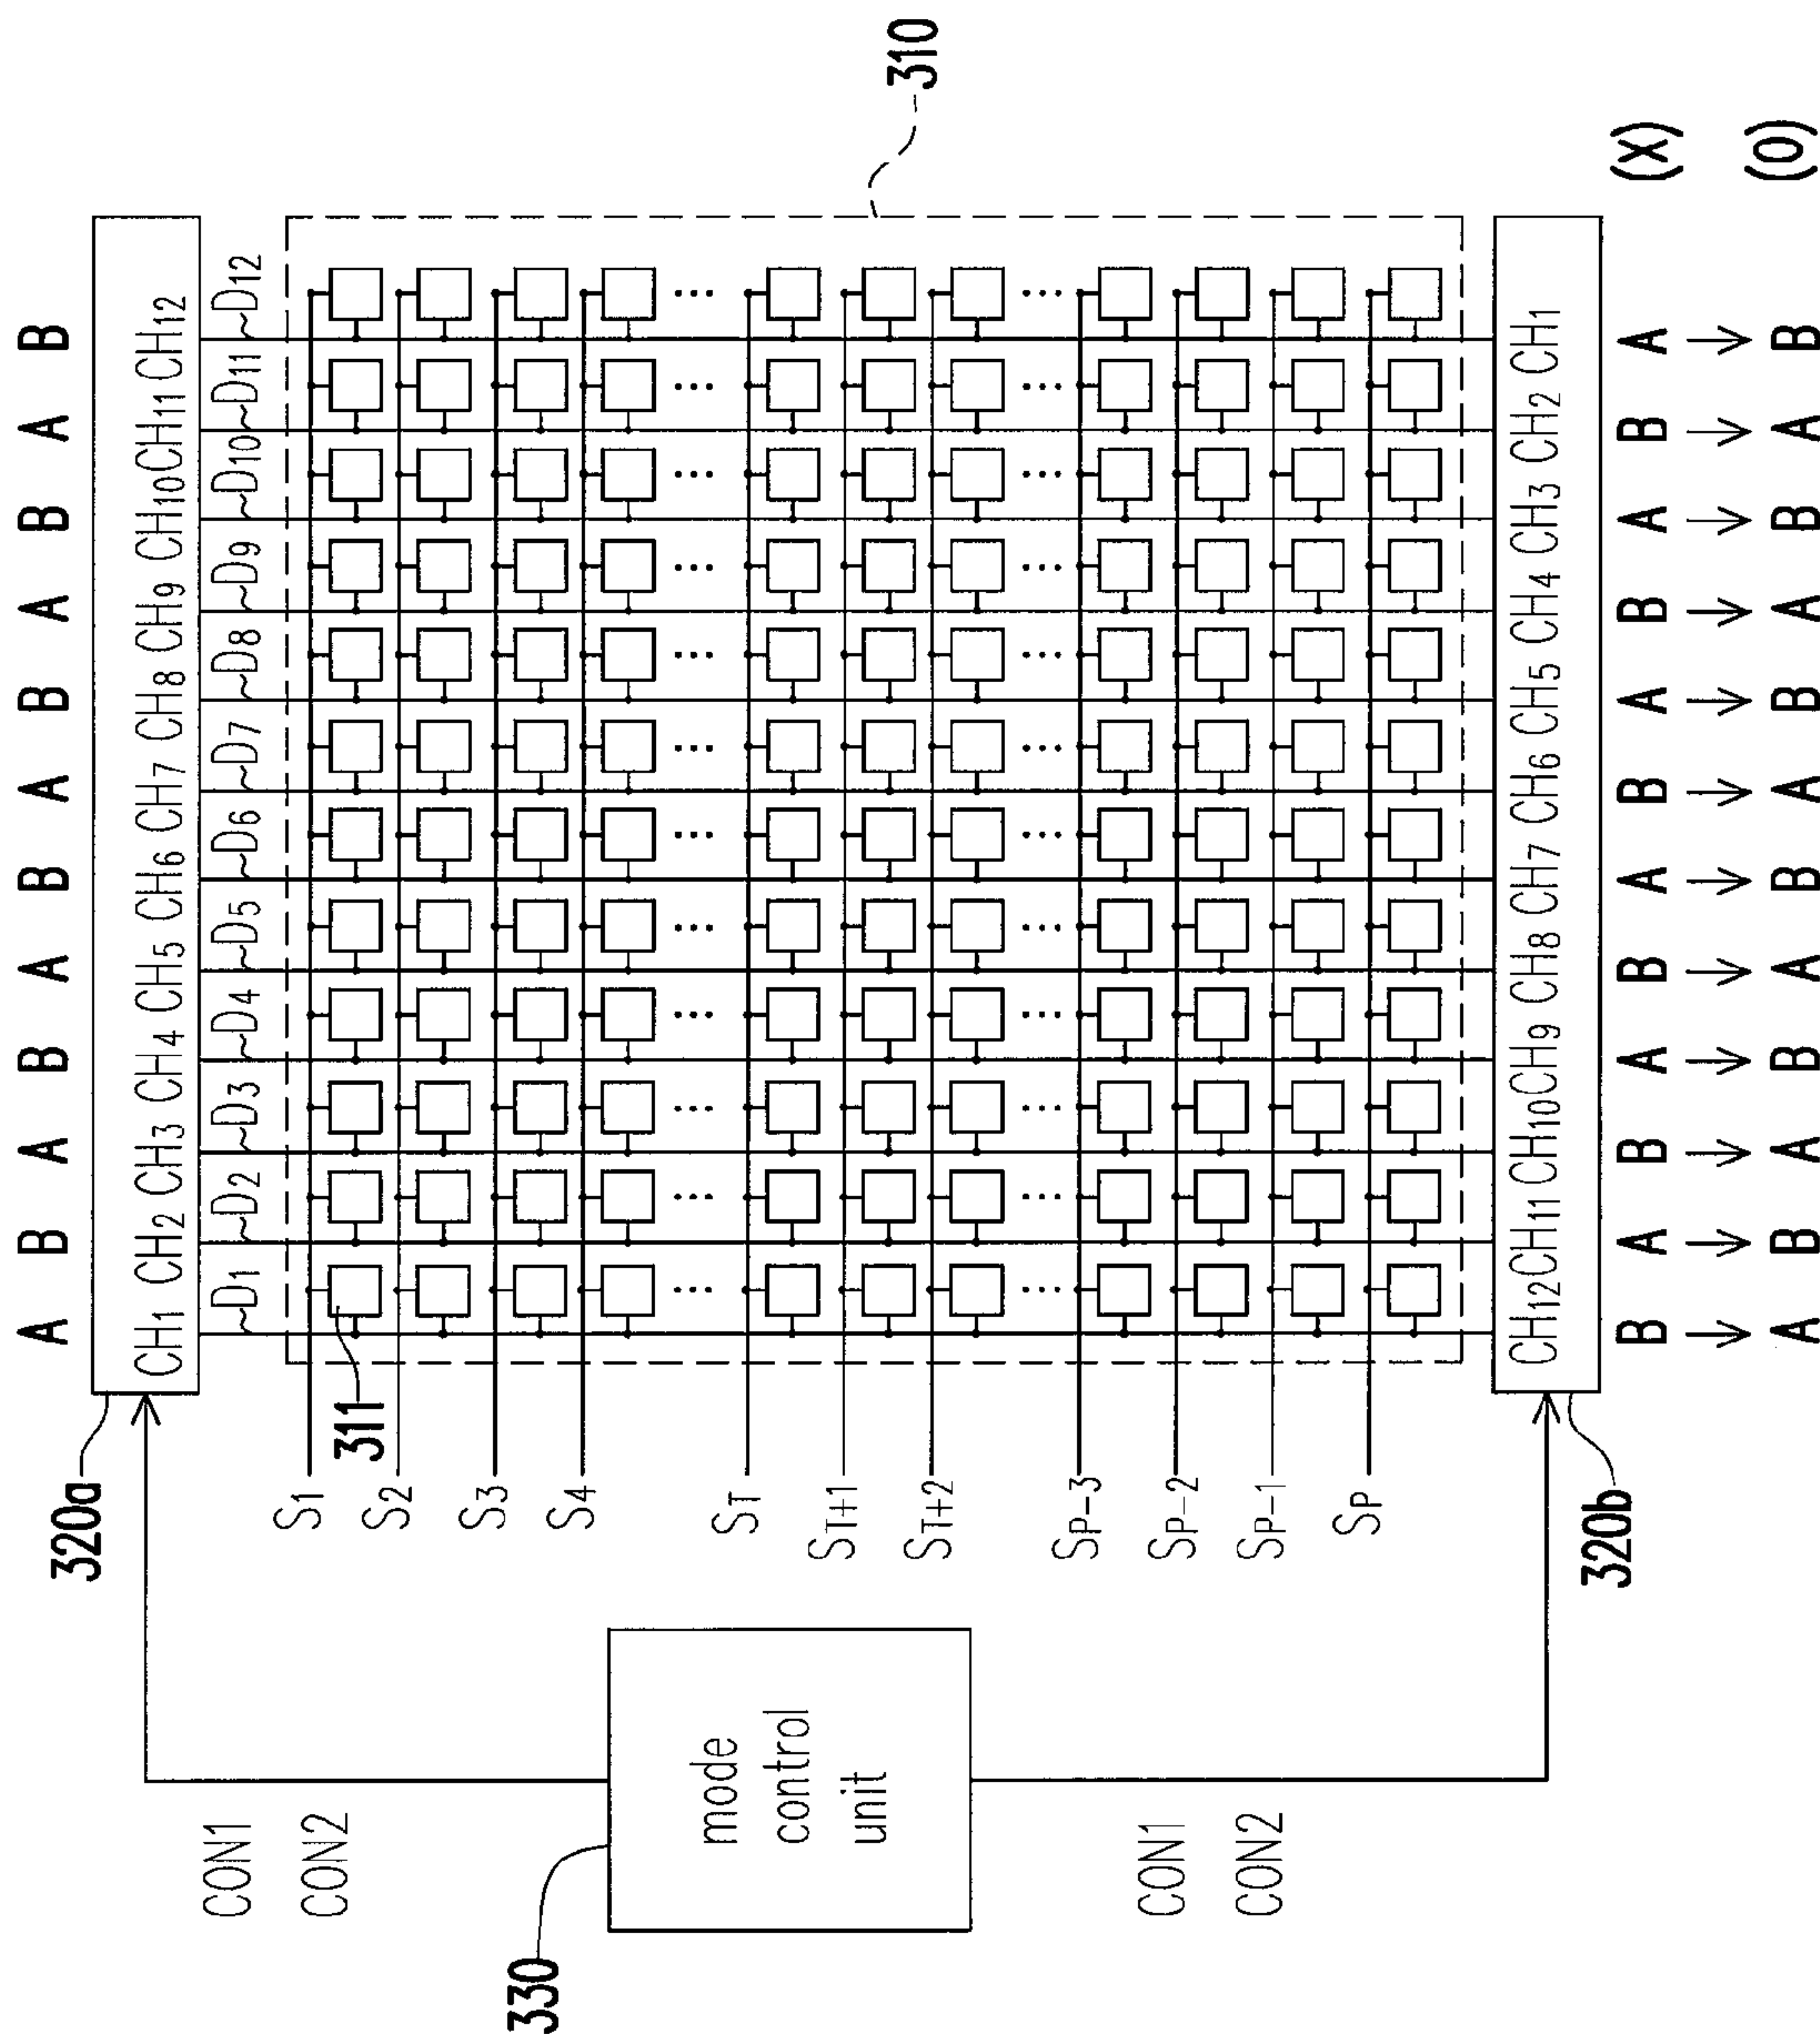 A B A B A B A B A B A B
320a
CH1 CH2 CH3 CH4 CH5 CH6 CH7 CH8 CH9 CH10 CH11 CH12
D1 D2 D3 D4 D5 D6 D7 D8 D9 D10 D11 D12
310
311
S1
S2
S3
S4
...
ST
ST+1
ST+2
...
SP-3
SP-2
SP-1
SP
CON1
CON2
330
mode
control
unit
CON1
CON2
320b
CH12 CH11 CH10 CH9 CH8 CH7 CH6 CH5 CH4 CH3 CH2 CH1
B A B A B A B A B A B A (X)
A B A B A B A B A B A B (O)